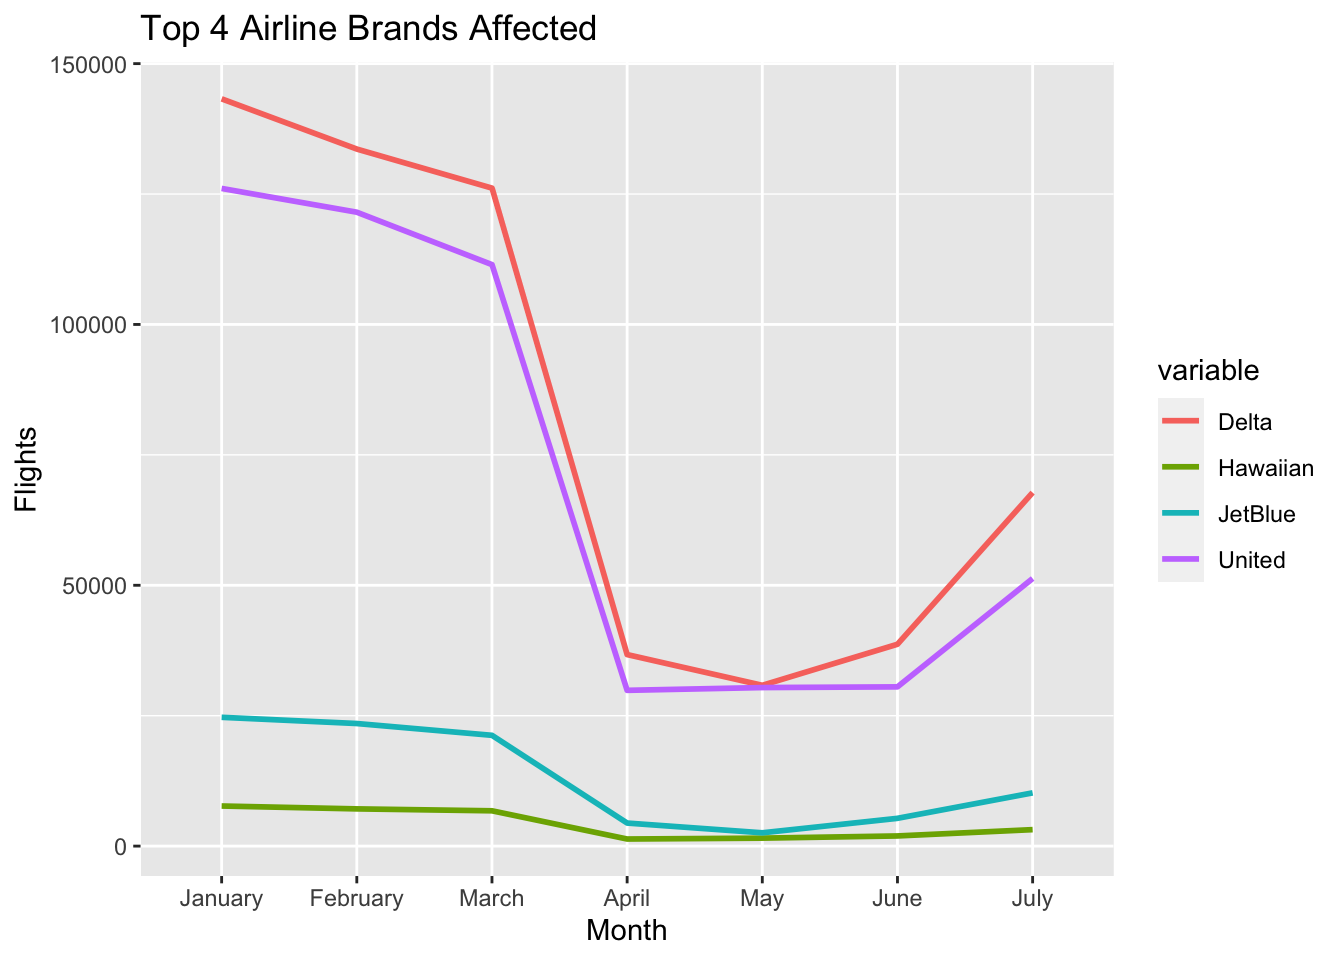 Top 4 Airline Brands Affected
150000
100000
50000
0
Flights
January February March April May June July
Month
variable
Delta
Hawaiian
JetBlue
United